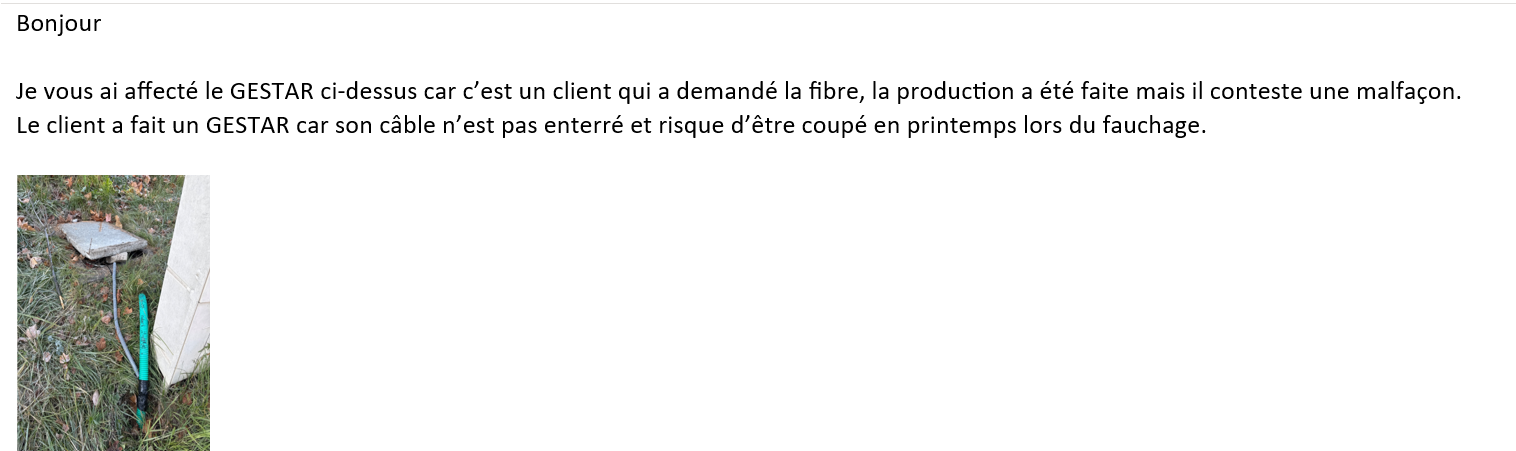 Bonjour
Je vous ai affecté le GESTAR ci-dessus car c’est un client qui a demandé la fibre, la production a été faite mais il conteste une malfaçon.
Le client a fait un GESTAR car son câble n’est pas enterré et risque d’être coupé en printemps lors du fauchage.